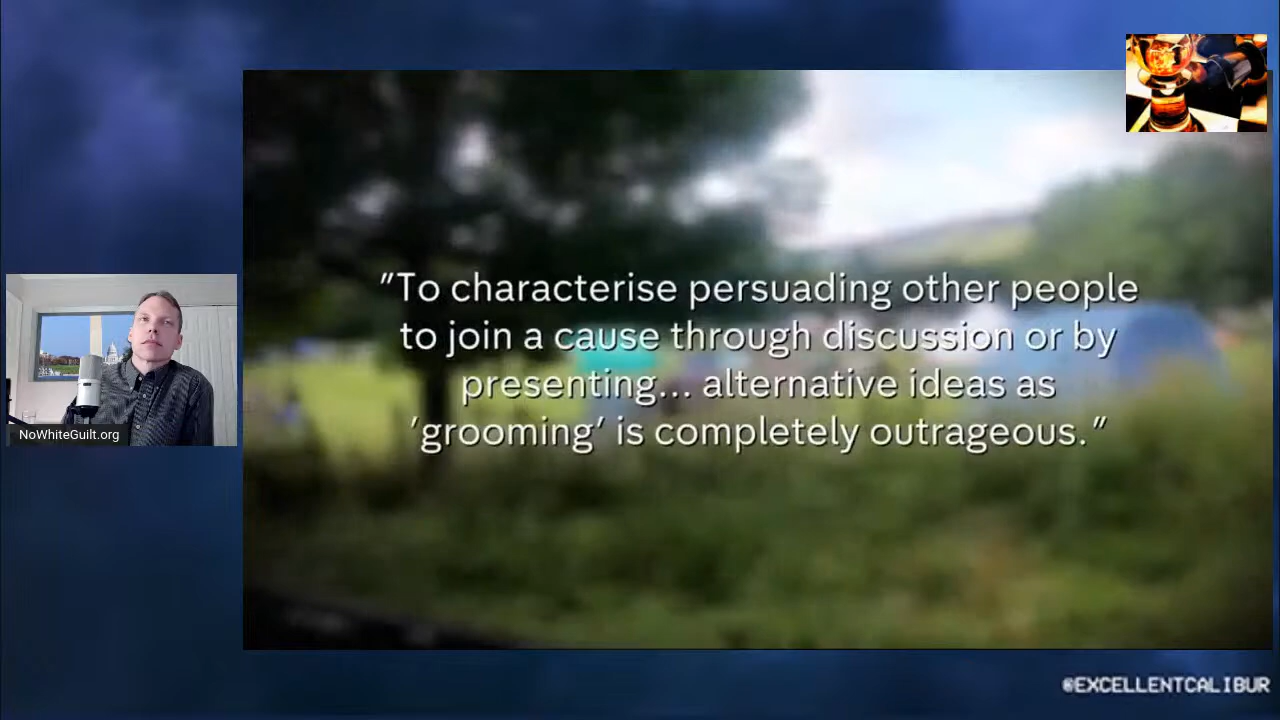 "To characterise persuading other people
to join a cause through discussion or by
presenting... alternative ideas as
'grooming' is completely outrageous."
NoWhiteGuilt.org
@EXCELLENTCALIBUR